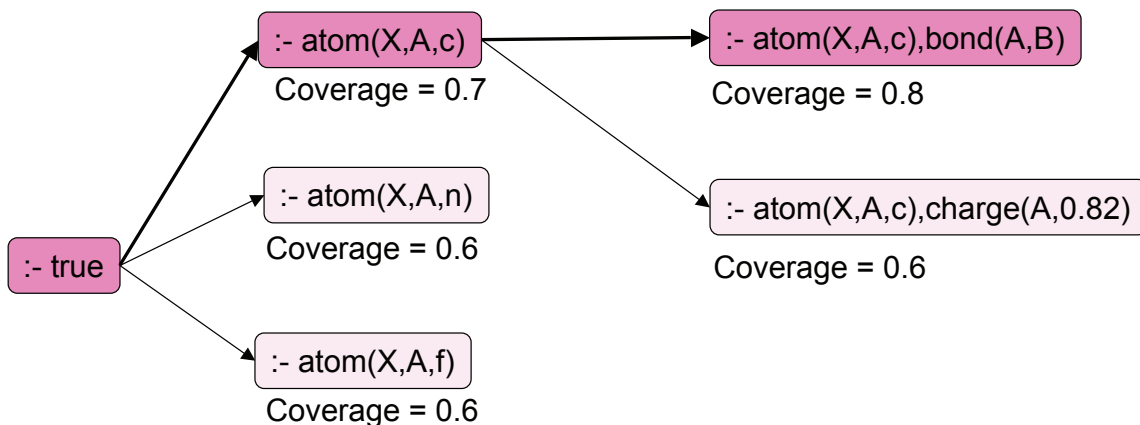 :- true
:- atom(X,A,c)
Coverage = 0.7
:- atom(X,A,n)
Coverage = 0.6
:- atom(X,A,f)
Coverage = 0.6
:- atom(X,A,c),bond(A,B)
Coverage = 0.8
:- atom(X,A,c),charge(A,0.82)
Coverage = 0.6